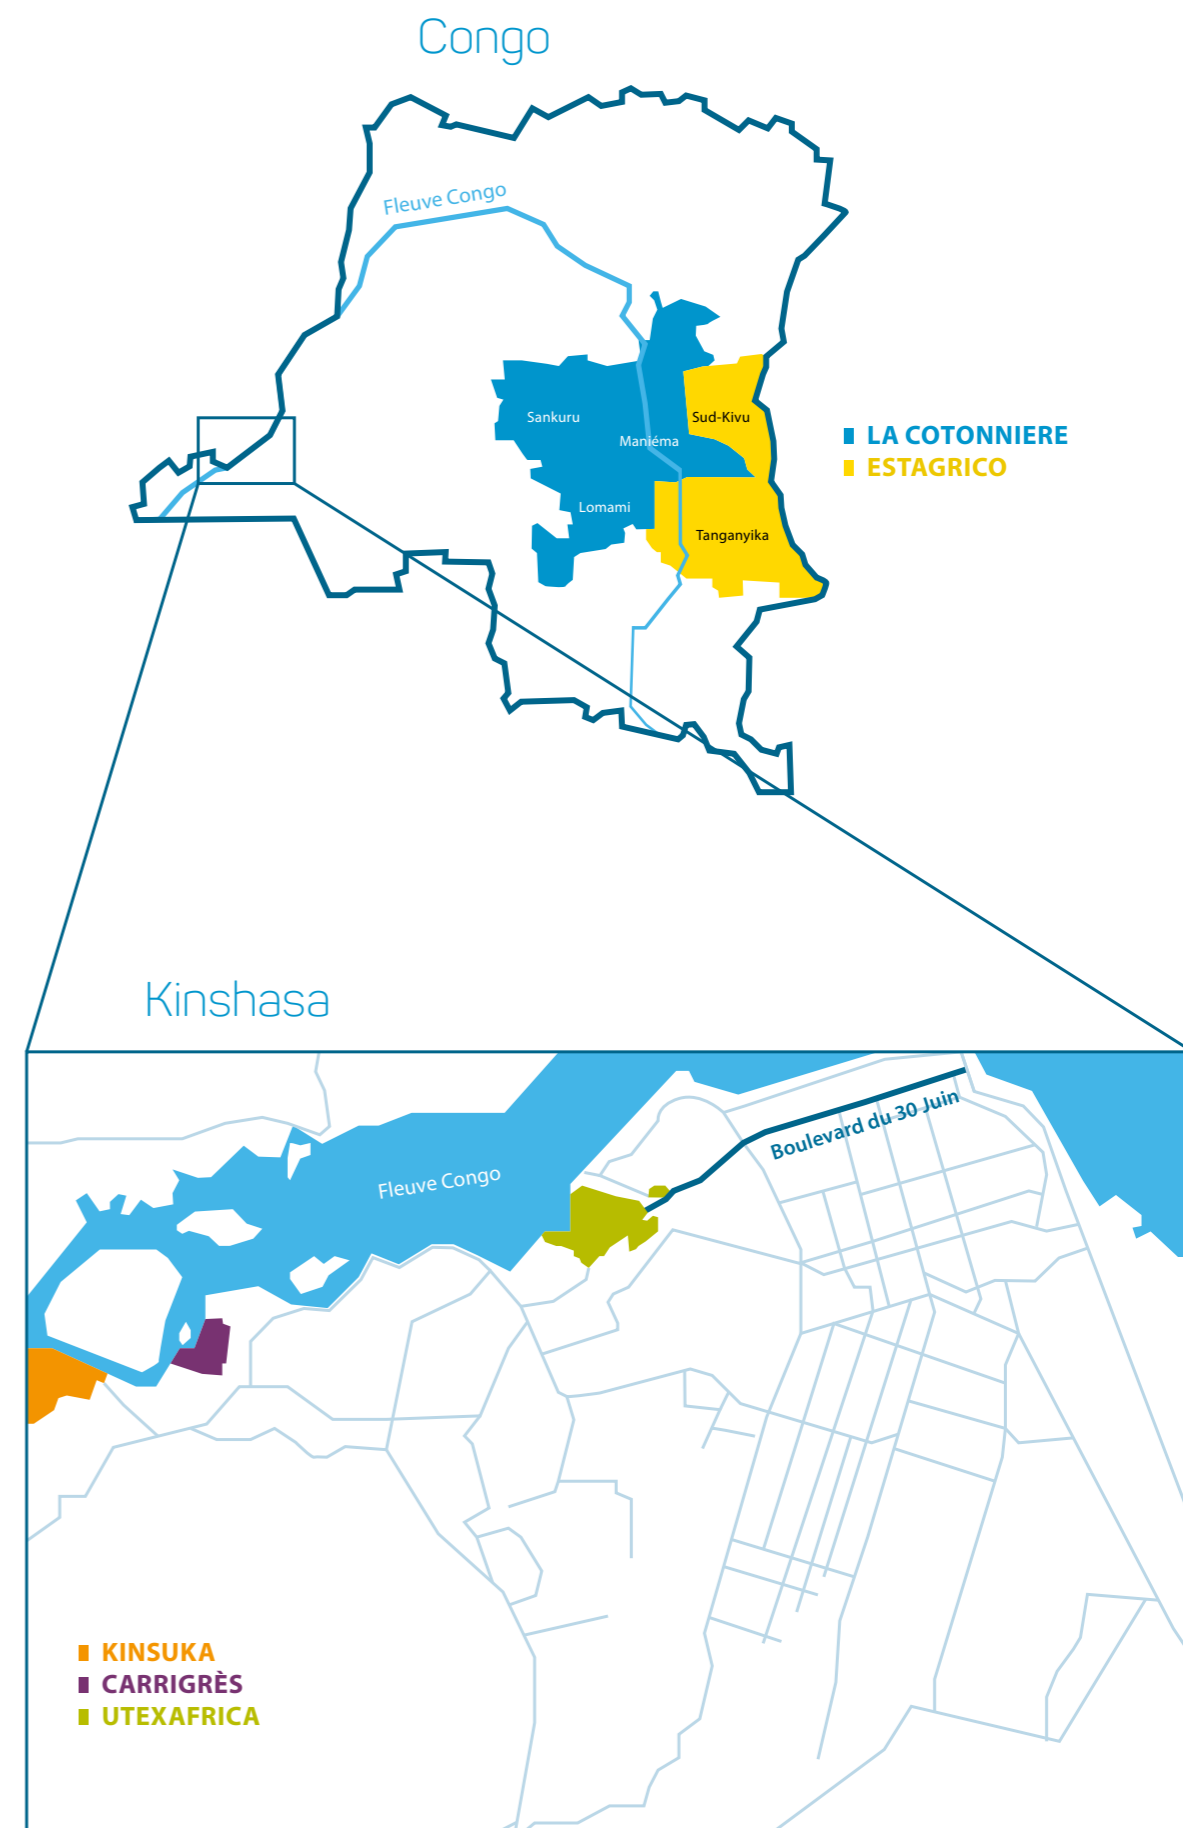 Congo
Fleuve Congo
Sankuru
Sud-Kivu
Maniéma
LA COTONNIERE
ESTAGRICO
Lomami
Tanganyika
Kinshasa
Boulevard du 30 Juin
Fleuve Congo
KINSUKA
CARRIGRÈS
UTEXAFRICA